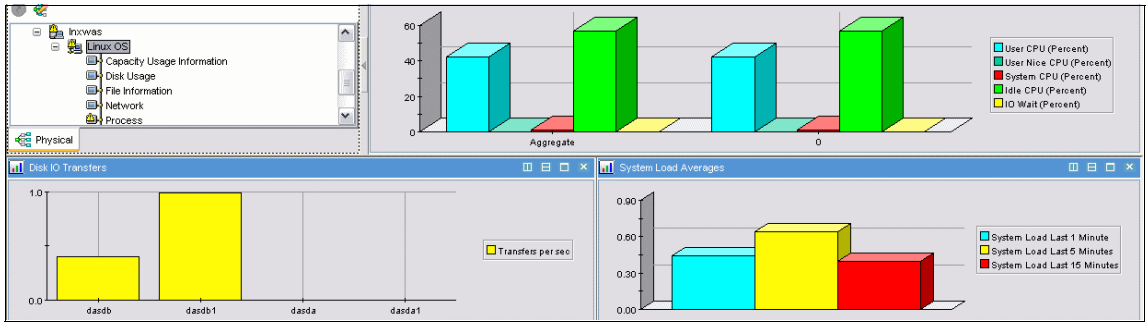 lnxwas
Linux OS
Capacity Usage Information
Disk Usage
File Information
Network
Process
Physical
60
40
20
0
Aggregate
0
User CPU (Percent)
User Nice CPU (Percent)
System CPU (Percent)
Idle CPU (Percent)
IO Wait (Percent)
Disk IO Transfers
1.0
0.0
dasdb
dasdb1
dasda
dasda1
Transfers per sec
System Load Averages
0.90
0.60
0.30
0.00
System Load Last 1 Minute
System Load Last 5 Minutes
System Load Last 15 Minutes